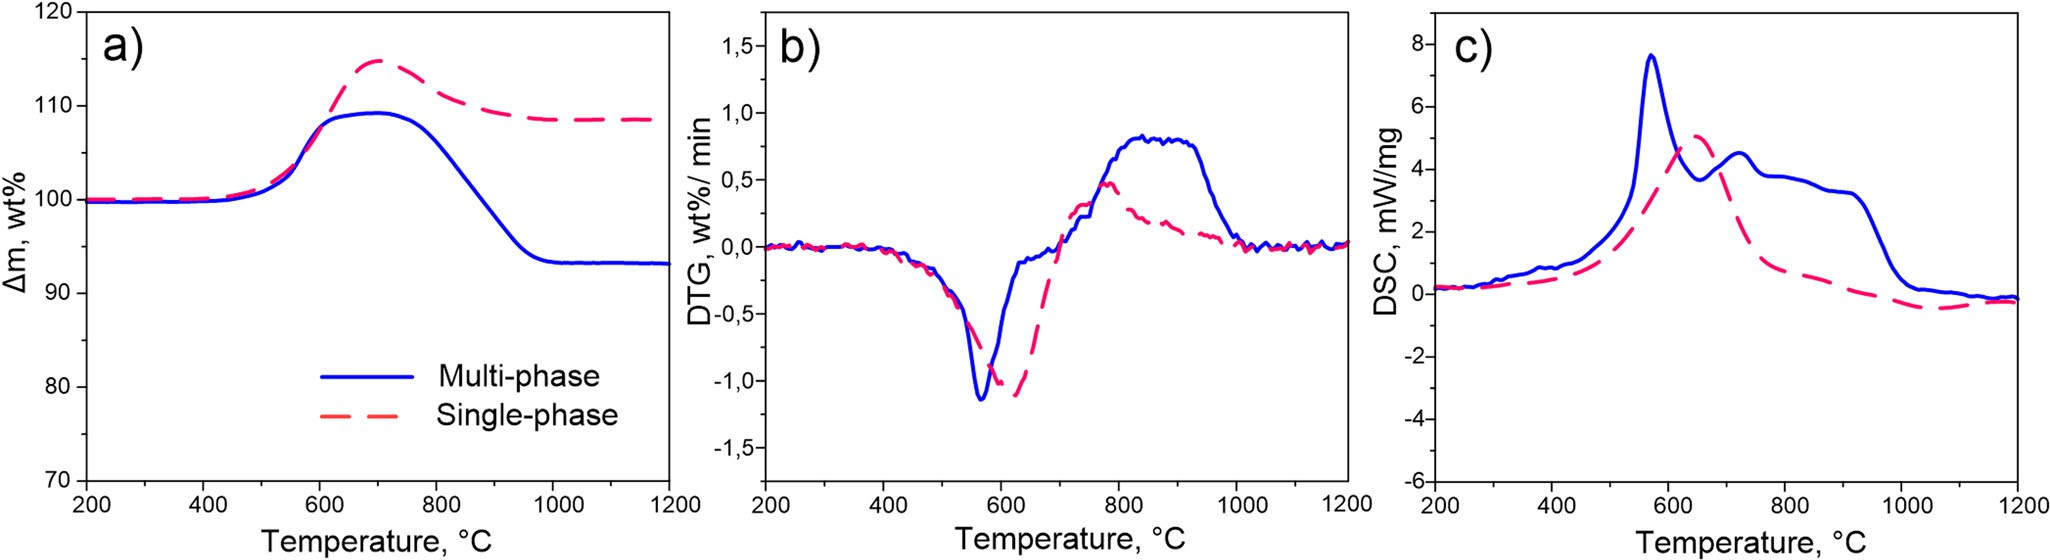 a)
120
110
100
90
80
70
Δm, wt%
Multi-phase
Single-phase
200 400 600 800 1000 1200
Temperature, °C
b)
1,5
1,0
0,5
0,0
-0,5
-1,0
-1,5
DTG, wt%/ min
200 400 600 800 1000 1200
Temperature, °C
c)
8
6
4
2
0
-2
-4
-6
DSC, mW/mg
200 400 600 800 1000 1200
Temperature, °C